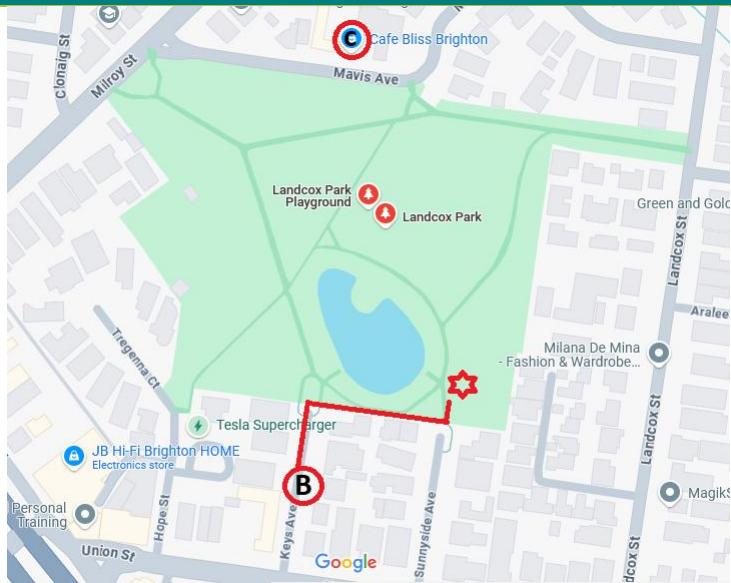 Clonaig St
Milroy St
C
Cafe Bliss Brighton
Mavis Ave
Landcox Park
Playground
Landcox Park
Green and Gold
Landcox St
Aralee
Milana De Mina
- Fashion & Wardrobe...
Tregenna Ct
Tesla Supercharger
JB Hi-Fi Brighton HOME
Electronics store
B
Landcox St
Personal
Training
Hope St
Keys Ave
Sunnyside Ave
MagikS
Union St
Google
dcox St